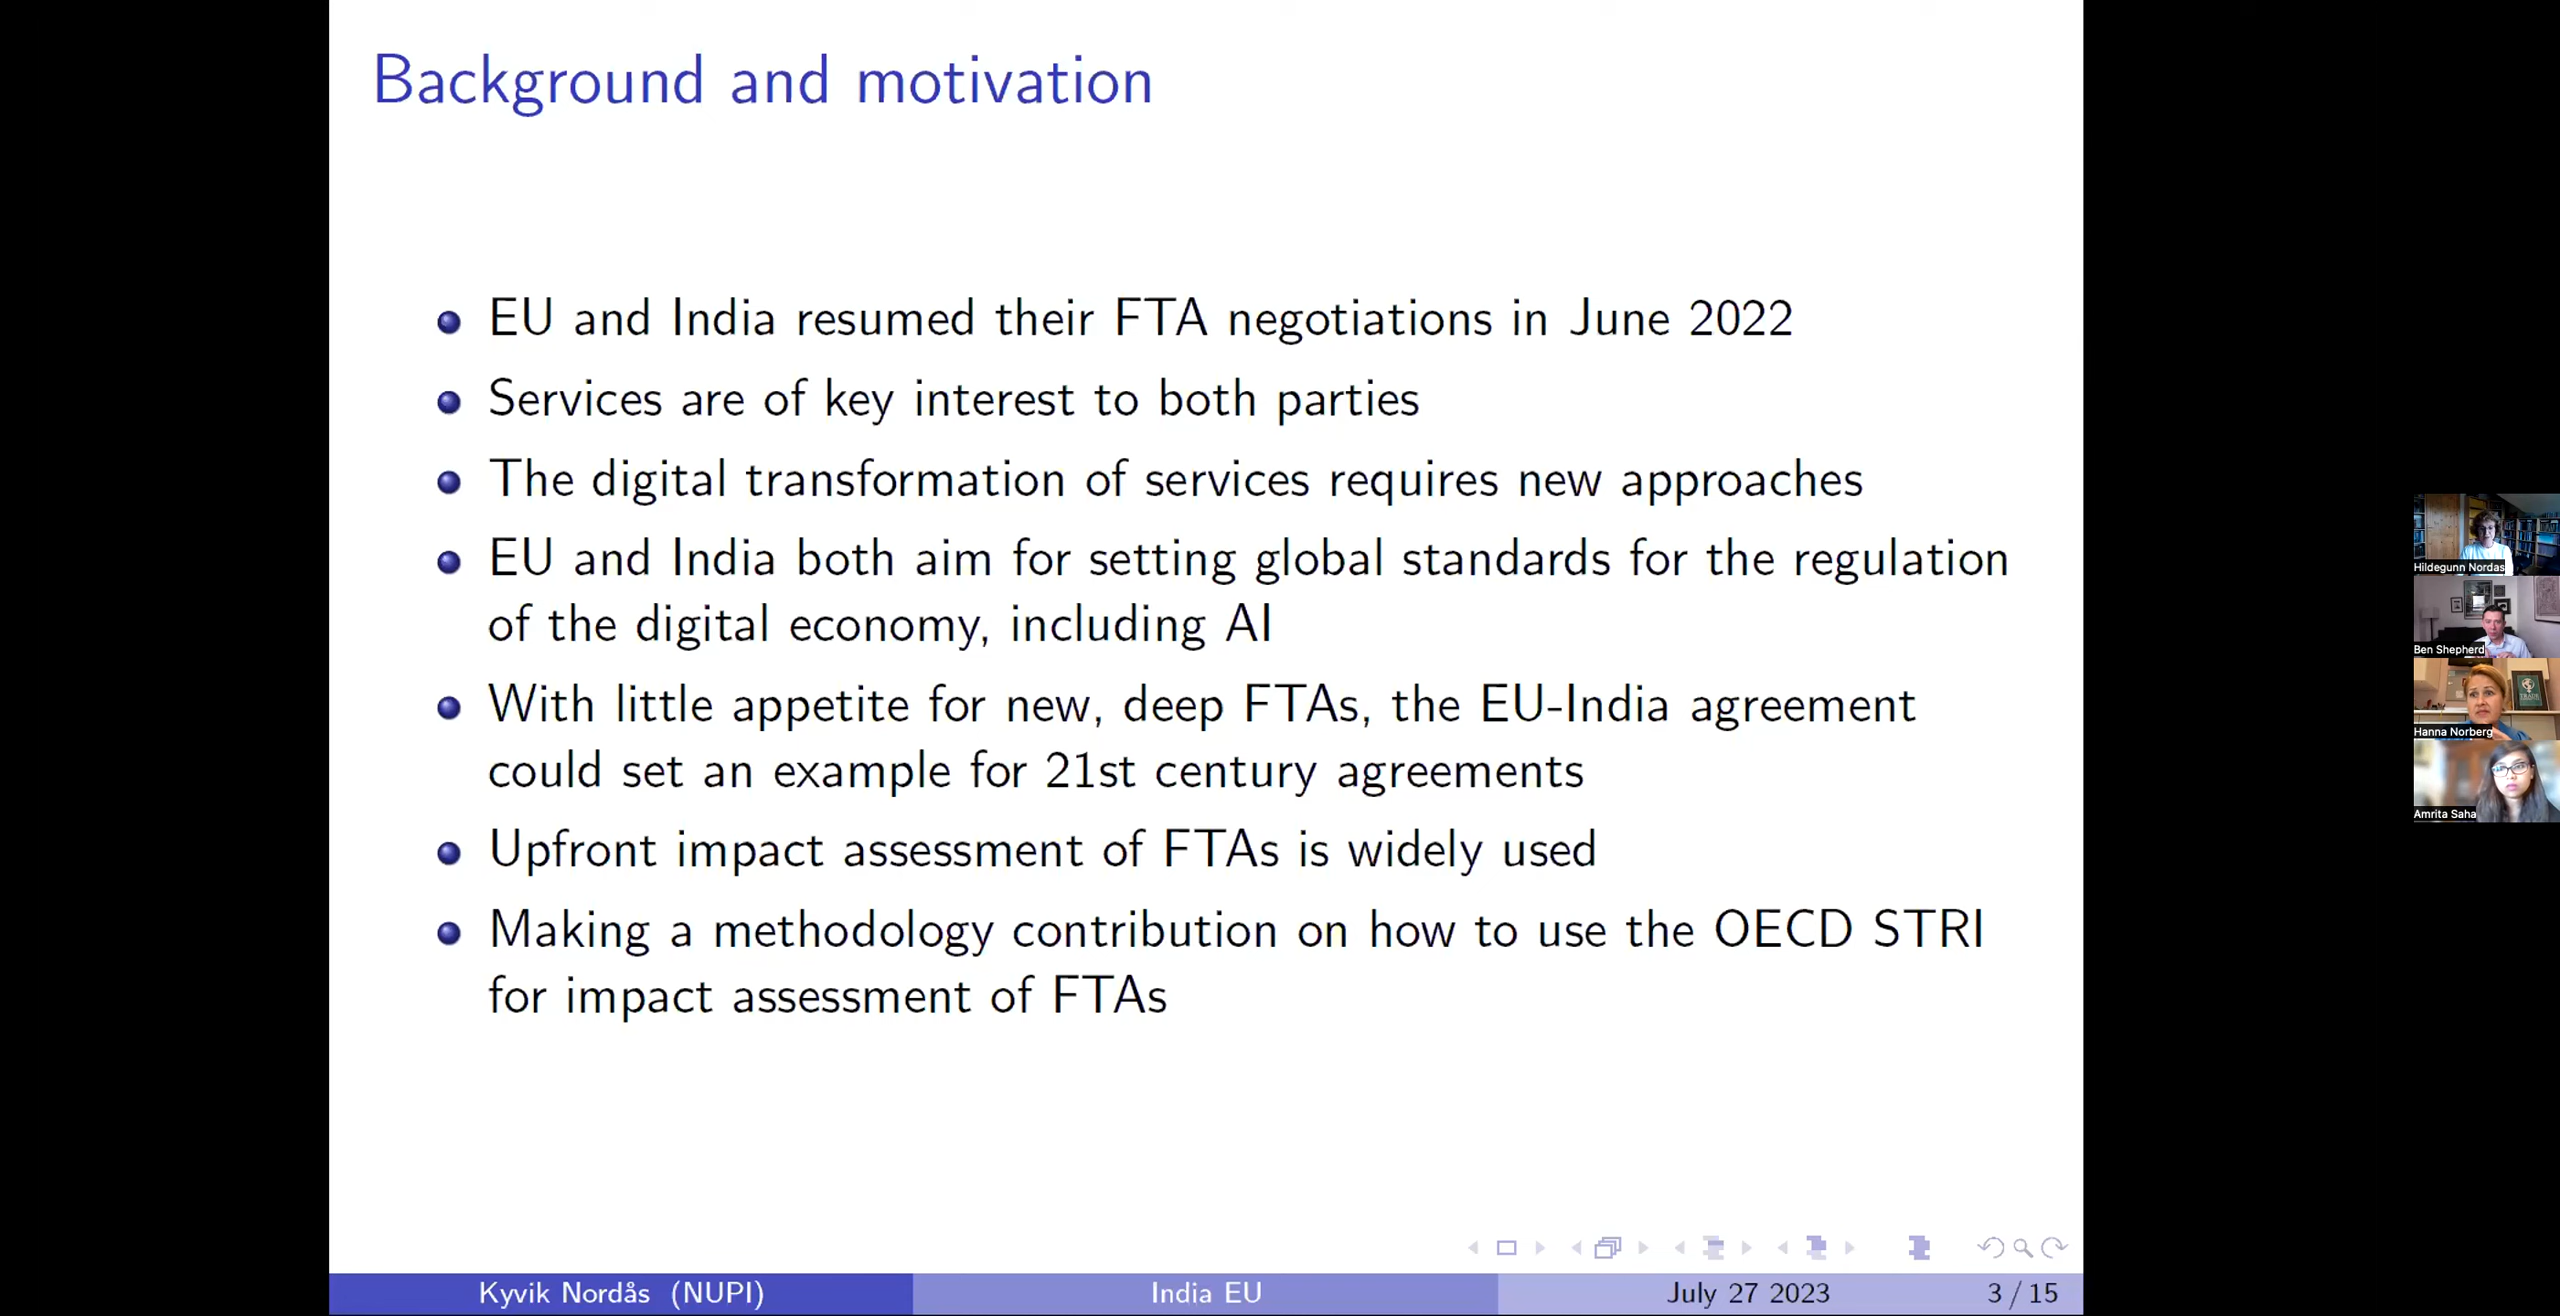 Background and motivation
EU and India resumed their FTA negotiations in June 2022
Services are of key interest to both parties
The digital transformation of services requires new approaches
EU and India both aim for setting global standards for the regulation
of the digital economy, including AI
With little appetite for new, deep FTAs, the EU-India agreement
could set an example for 21st century agreements
Upfront impact assessment of FTAs is widely used
Making a methodology contribution on how to use the OECD STRI
for impact assessment of FTAs
Kyvik Nordås (NUPI)
India EU
July 27 2023
3 / 15
Hildegunn Nordas
Ben Shepherd
TRADE
Hanna Norberg
Amrita Saha